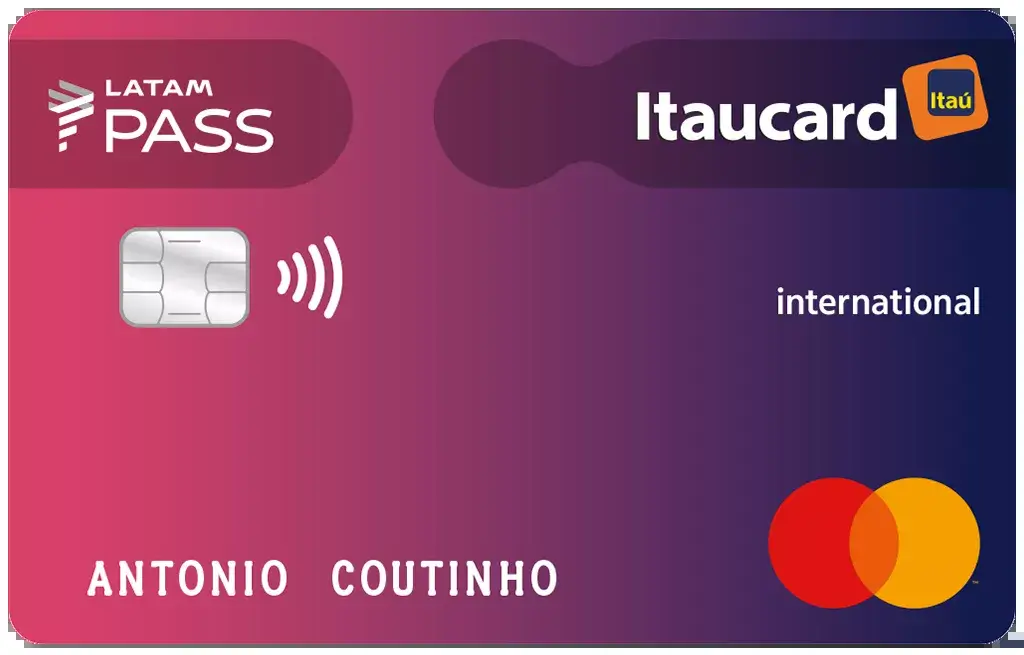 LATAM
PASS
Itaucard
Itaú
international
ANTONIO COUTINHO